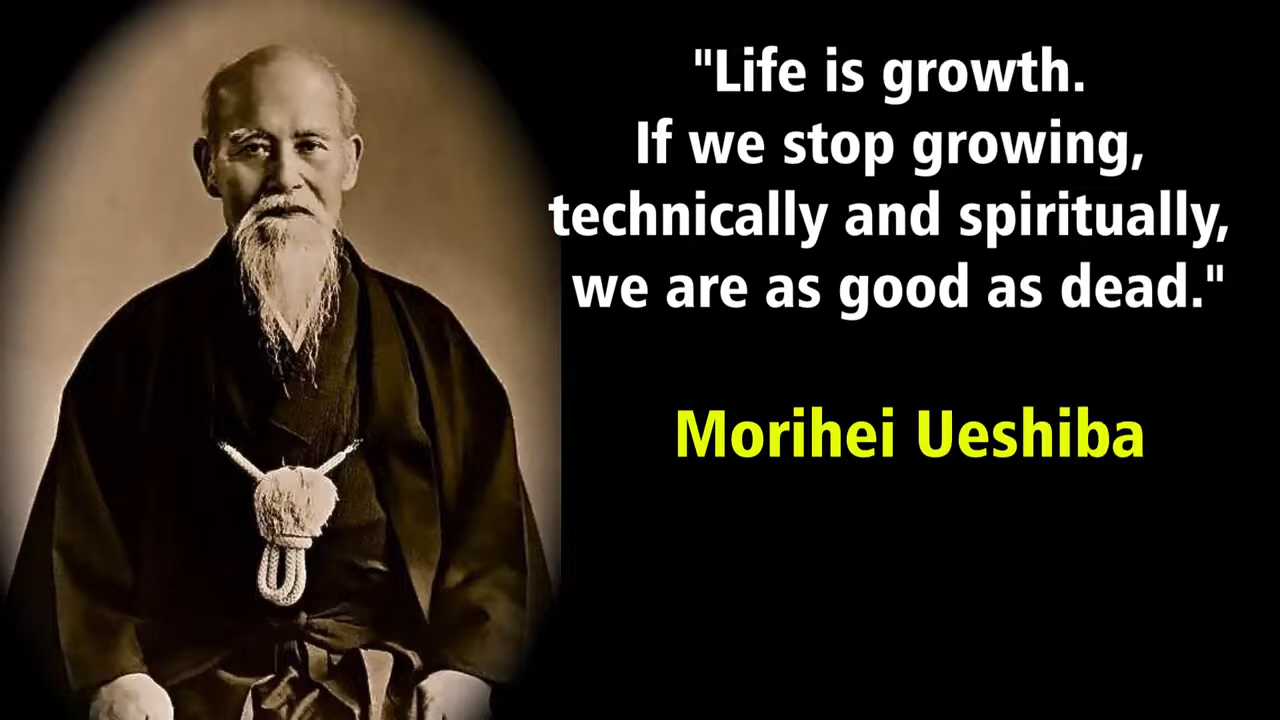 "Life is growth.
If we stop growing,
technically and spiritually,
we are as good as dead."
Morihei Ueshiba